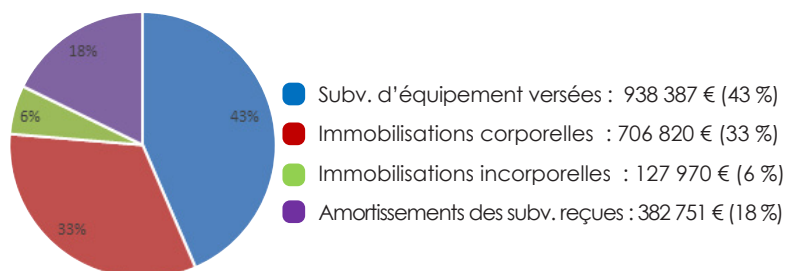 18%
43%
6%
33%
Subv. d’équipement versées : 938 387 € (43 %)
Immobilisations corporelles : 706 820 € (33 %)
Immobilisations incorporelles : 127 970 € (6 %)
Amortissements des subv. reçues : 382 751 € (18 %)